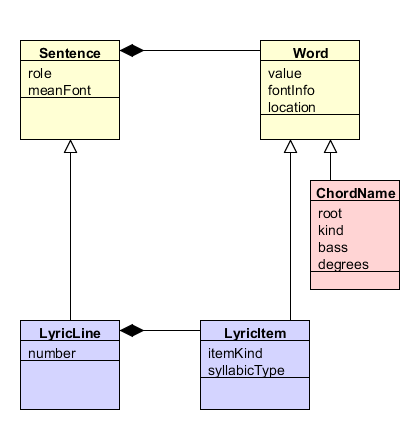 Sentence
role
meanFont
Word
value
fontInfo
location
ChordName
root
kind
bass
degrees
LyricLine
number
LyricItem
itemKind
syllabicType